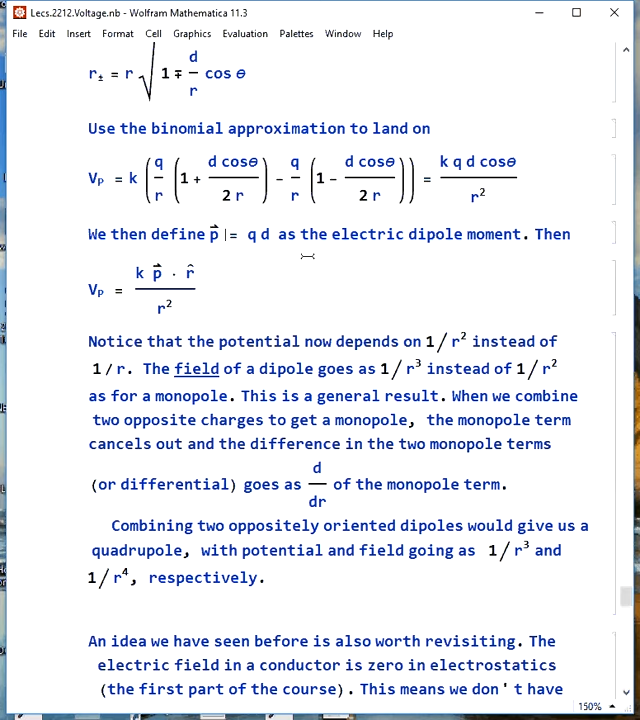 Lecs.2212.Voltage.nb - Wolfram Mathematica 11.3
File Edit Insert Format Cell Graphics Evaluation Palettes Window Help
r± = r √(1 ∓ d/r cos θ)
Use the binomial approximation to land on
V_P = k (q/r (1 + d cosθ/2 r) - q/r (1 - d cosθ/2 r)) = k q d cosθ/r²
We then define p⃗ = q d as the electric dipole moment. Then
V_P = k p⃗ · r̂/r²
Notice that the potential now depends on 1/r² instead of
1/r. The field of a dipole goes as 1/r³ instead of 1/r²
as for a monopole. This is a general result. When we combine
two opposite charges to get a monopole, the monopole term
cancels out and the difference in the two monopole terms
(or differential) goes as d/dr of the monopole term.
Combining two oppositely oriented dipoles would give us a
quadrupole, with potential and field going as 1/r³ and
1/r⁴, respectively.
An idea we have seen before is also worth revisiting. The
electric field in a conductor is zero in electrostatics
(the first part of the course). This means we don't have
150%